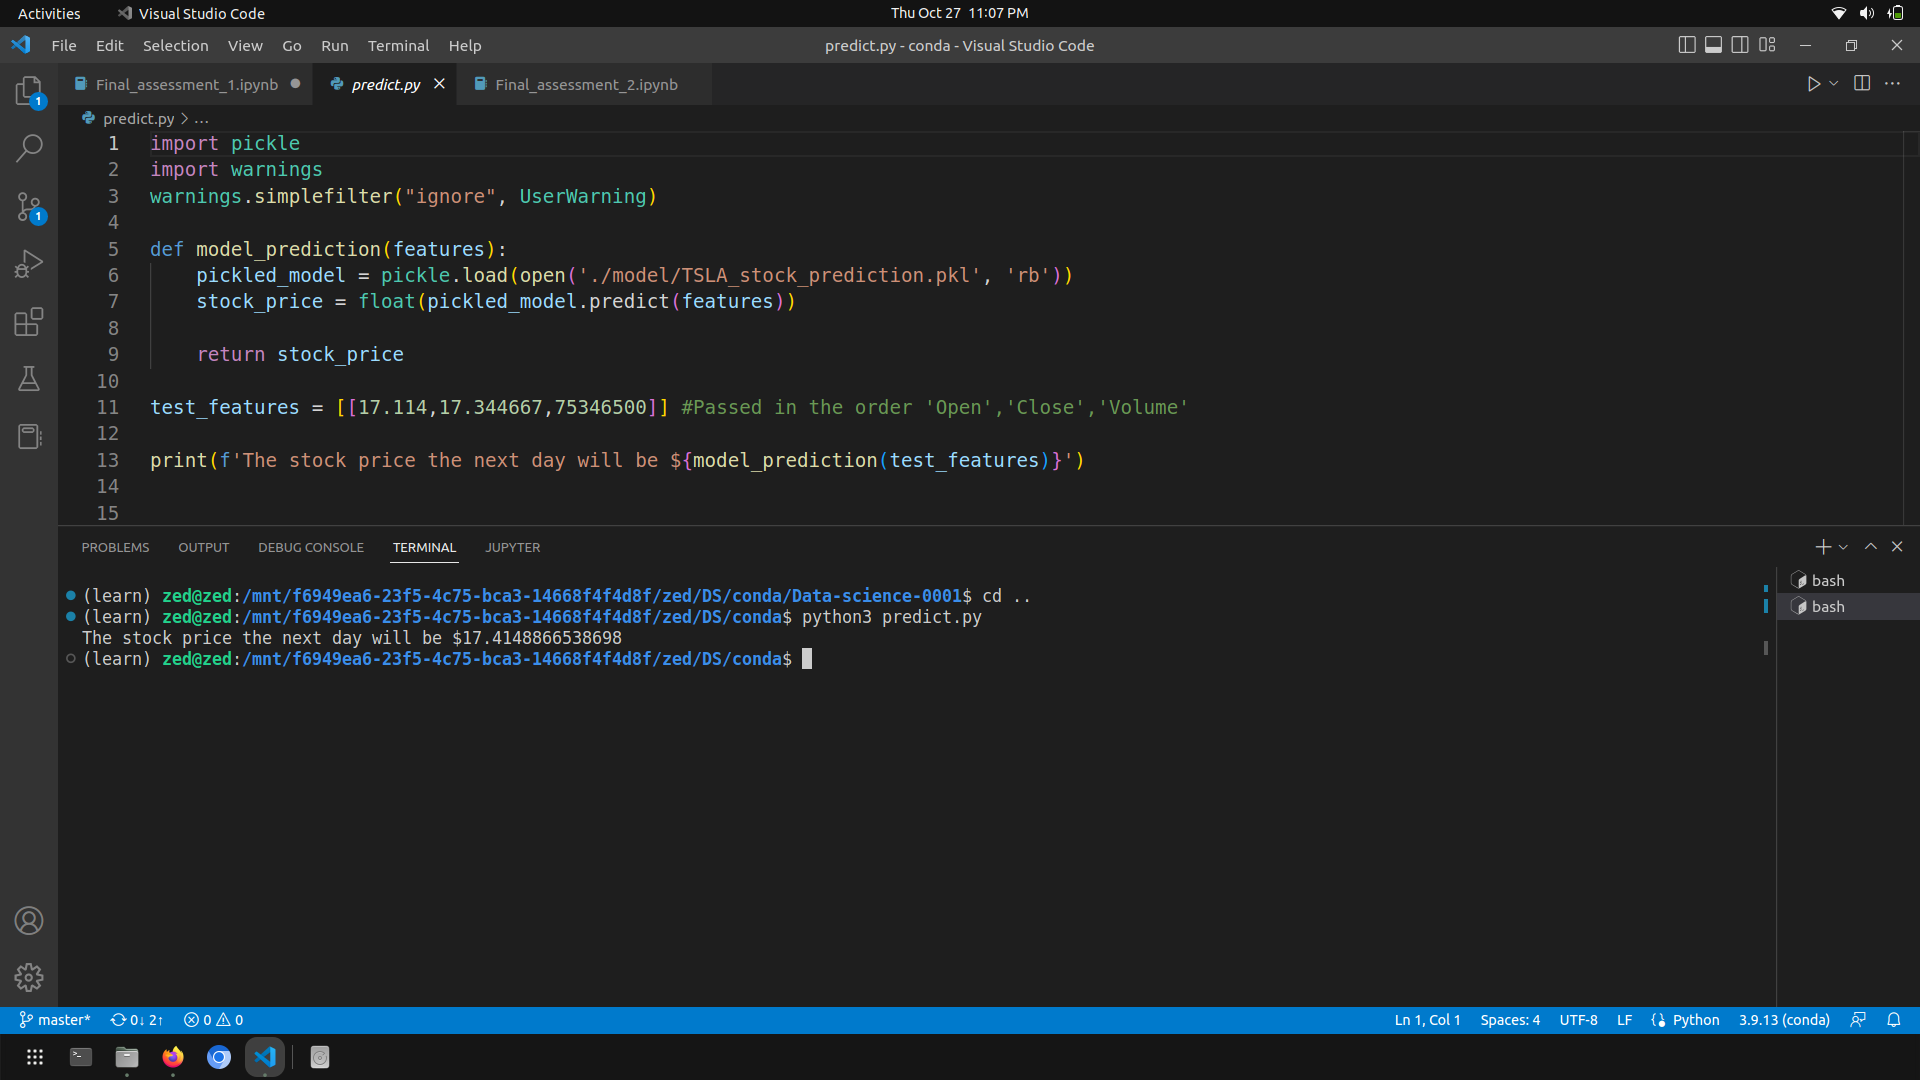 Activities Visual Studio Code Thu Oct 27 11:07 PM
File Edit Selection View Go Run Terminal Help predict.py - conda - Visual Studio Code
Final_assessment_1.ipynb predict.py Final_assessment_2.ipynb
1
predict.py > ...
1 import pickle
2 import warnings
3 warnings.simplefilter("ignore", UserWarning)
1
4
5 def model_prediction(features):
6 pickled_model = pickle.load(open('./model/TSLA_stock_prediction.pkl', 'rb'))
7 stock_price = float(pickled_model.predict(features))
8
9 return stock_price
10
11 test_features = [[17.114,17.344667,75346500]] #Passed in the order 'Open','Close','Volume'
12
13 print(f'The stock price the next day will be ${model_prediction(test_features)}')
14
15
PROBLEMS OUTPUT DEBUG CONSOLE TERMINAL JUPYTER
bash
bash
(learn) zed@zed:/mnt/f6949ea6-23f5-4c75-bca3-14668f4f4d8f/zed/DS/conda/Data-science-0001$ cd ..
(learn) zed@zed:/mnt/f6949ea6-23f5-4c75-bca3-14668f4f4d8f/zed/DS/conda$ python3 predict.py
The stock price the next day will be $17.4148866538698
(learn) zed@zed:/mnt/f6949ea6-23f5-4c75-bca3-14668f4f4d8f/zed/DS/conda$
master* 0↓ 2↑ 0 0 Ln 1, Col 1 Spaces: 4 UTF-8 LF Python 3.9.13 (conda)